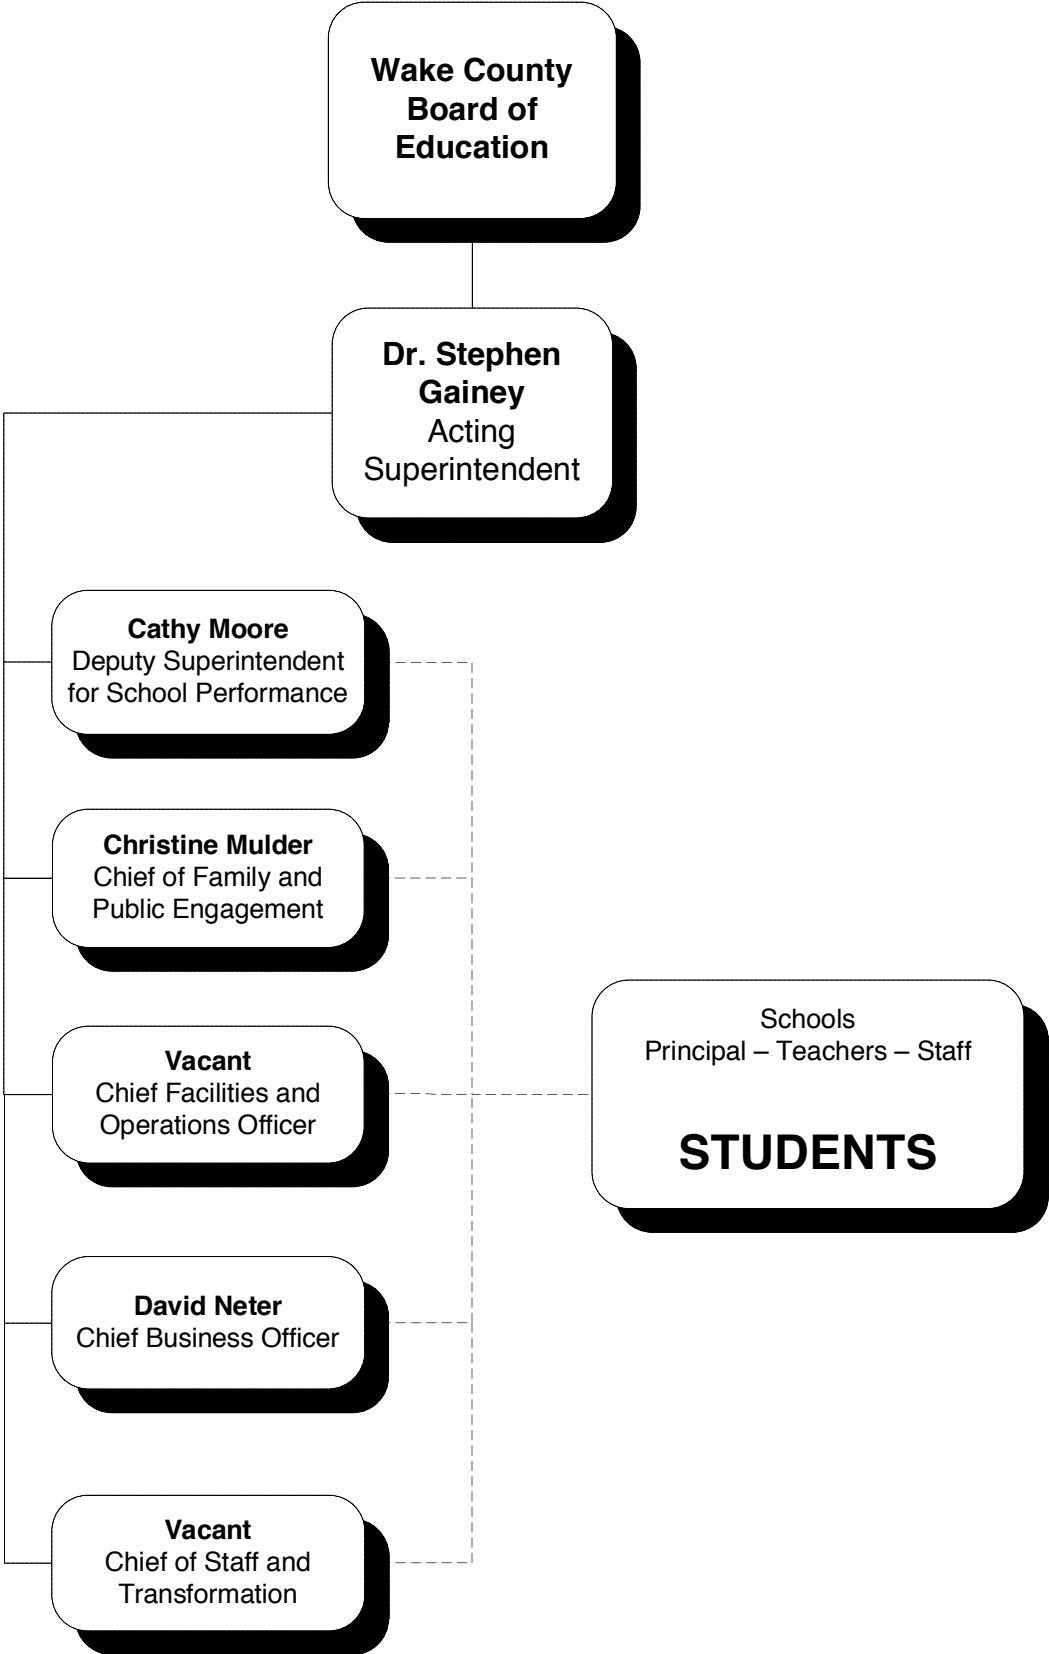 Wake County
Board of
Education
Dr. Stephen
Gainey
Acting
Superintendent
Cathy Moore
Deputy Superintendent
for School Performance
Christine Mulder
Chief of Family and
Public Engagement
Vacant
Chief Facilities and
Operations Officer
Schools
Principal – Teachers – Staff
STUDENTS
David Neter
Chief Business Officer
Vacant
Chief of Staff and
Transformation